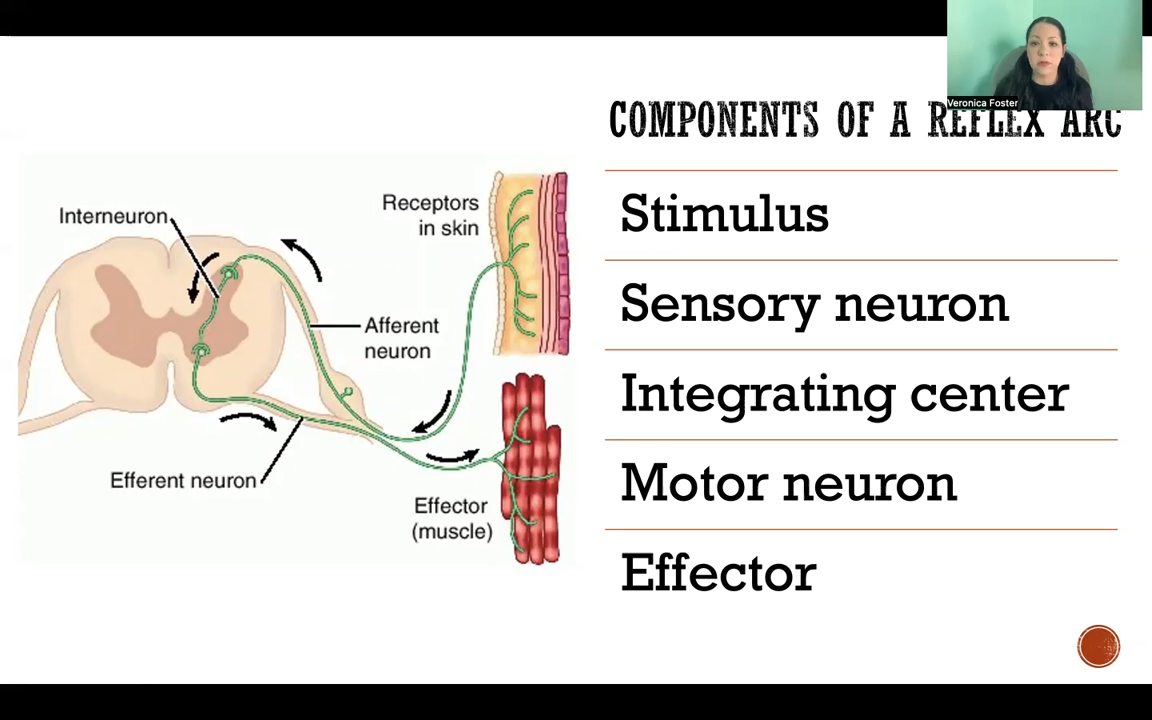 Veronica Foster
COMPONENTS OF A REFLEX ARC
Stimulus
Sensory neuron
Integrating center
Motor neuron
Effector
Interneuron
Receptors
in skin
Afferent
neuron
Efferent neuron
Effector
(muscle)